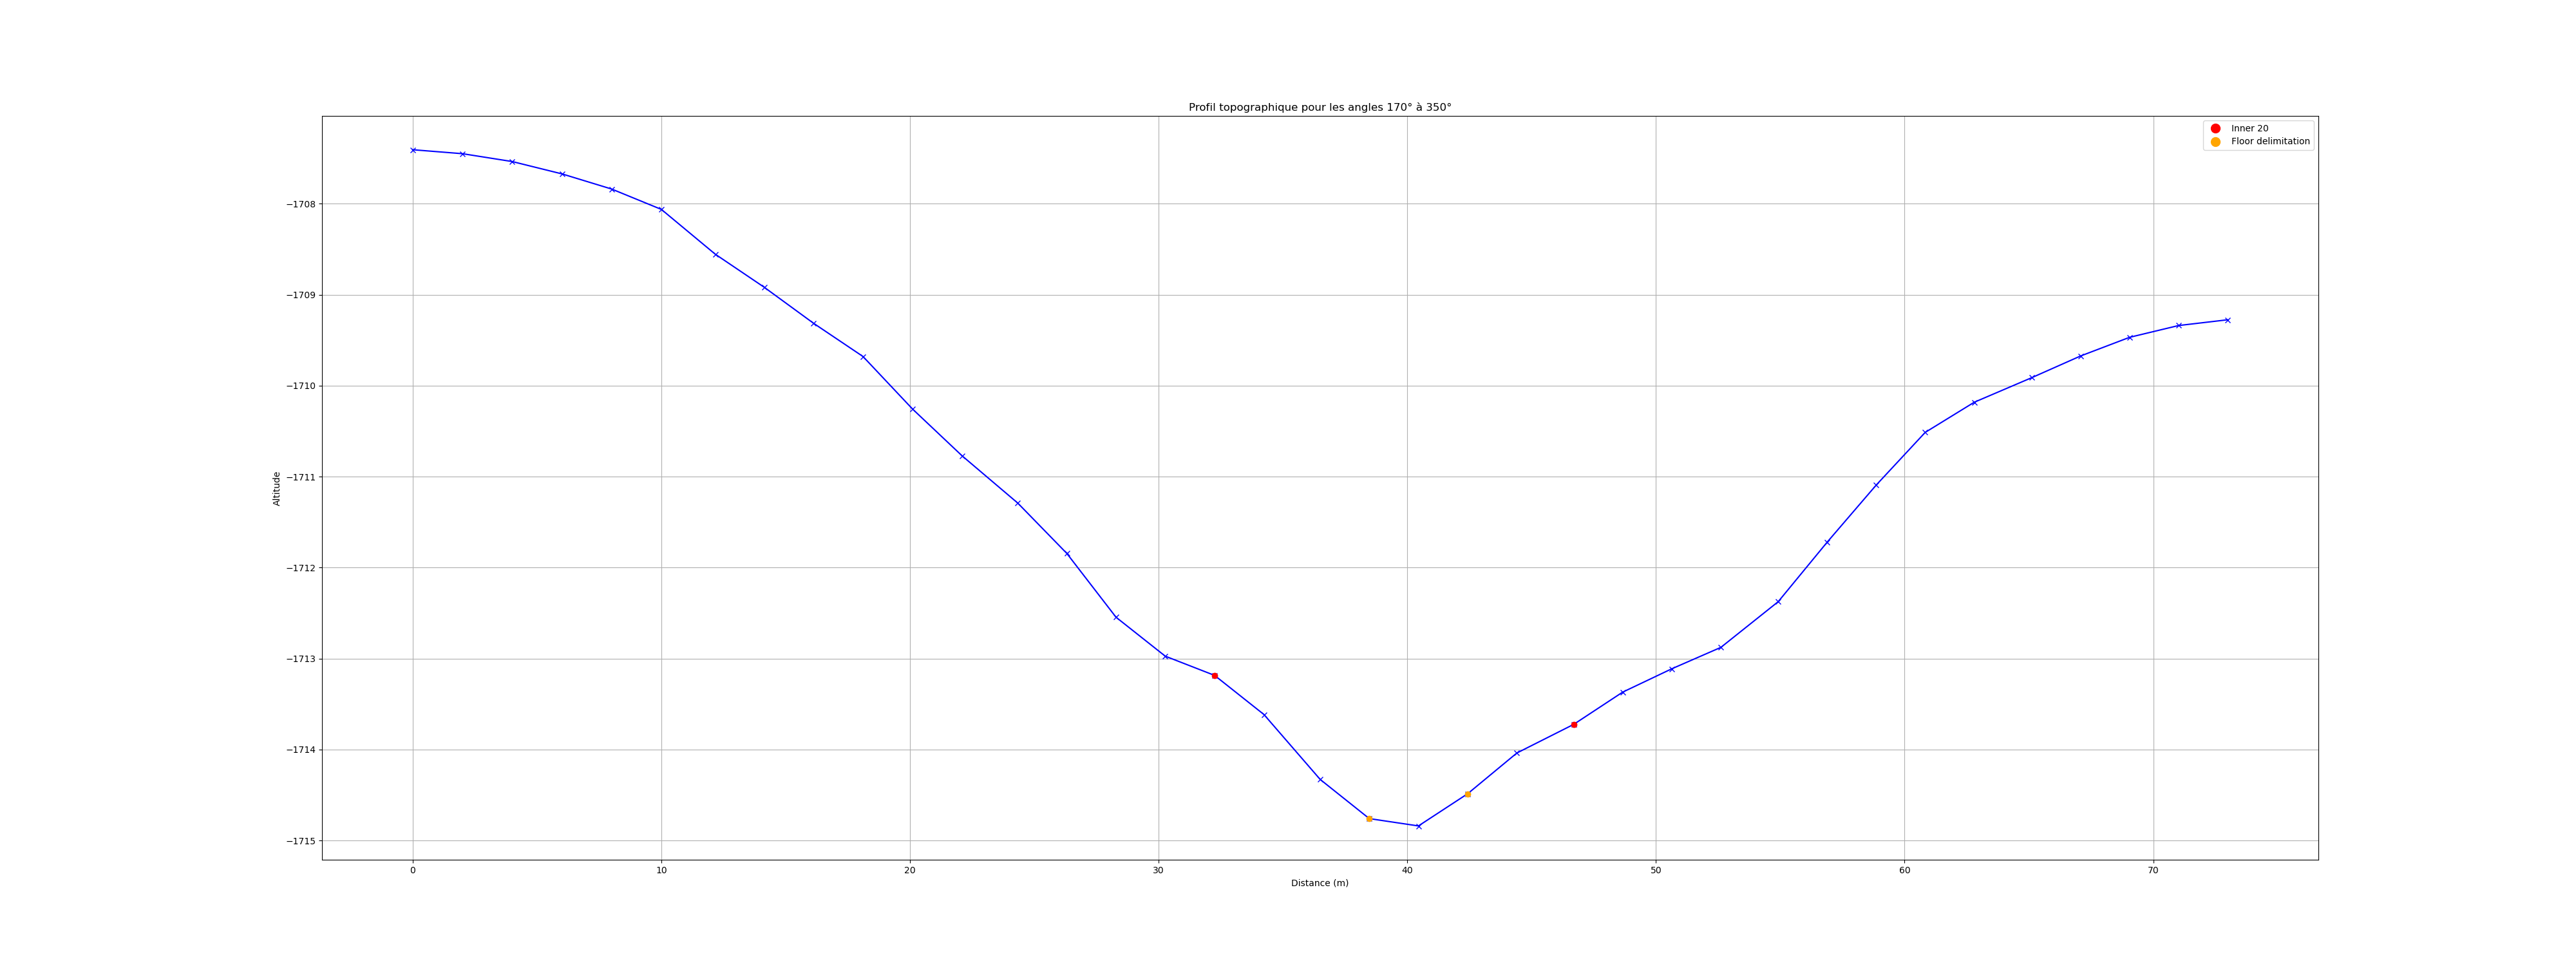 Profil topographique pour les angles 170° à 350°
Inner 20
Floor delimitation
−1708
−1709
−1710
−1711
−1712
−1713
−1714
−1715
Altitude
0 10 20 30 40 50 60 70
Distance (m)